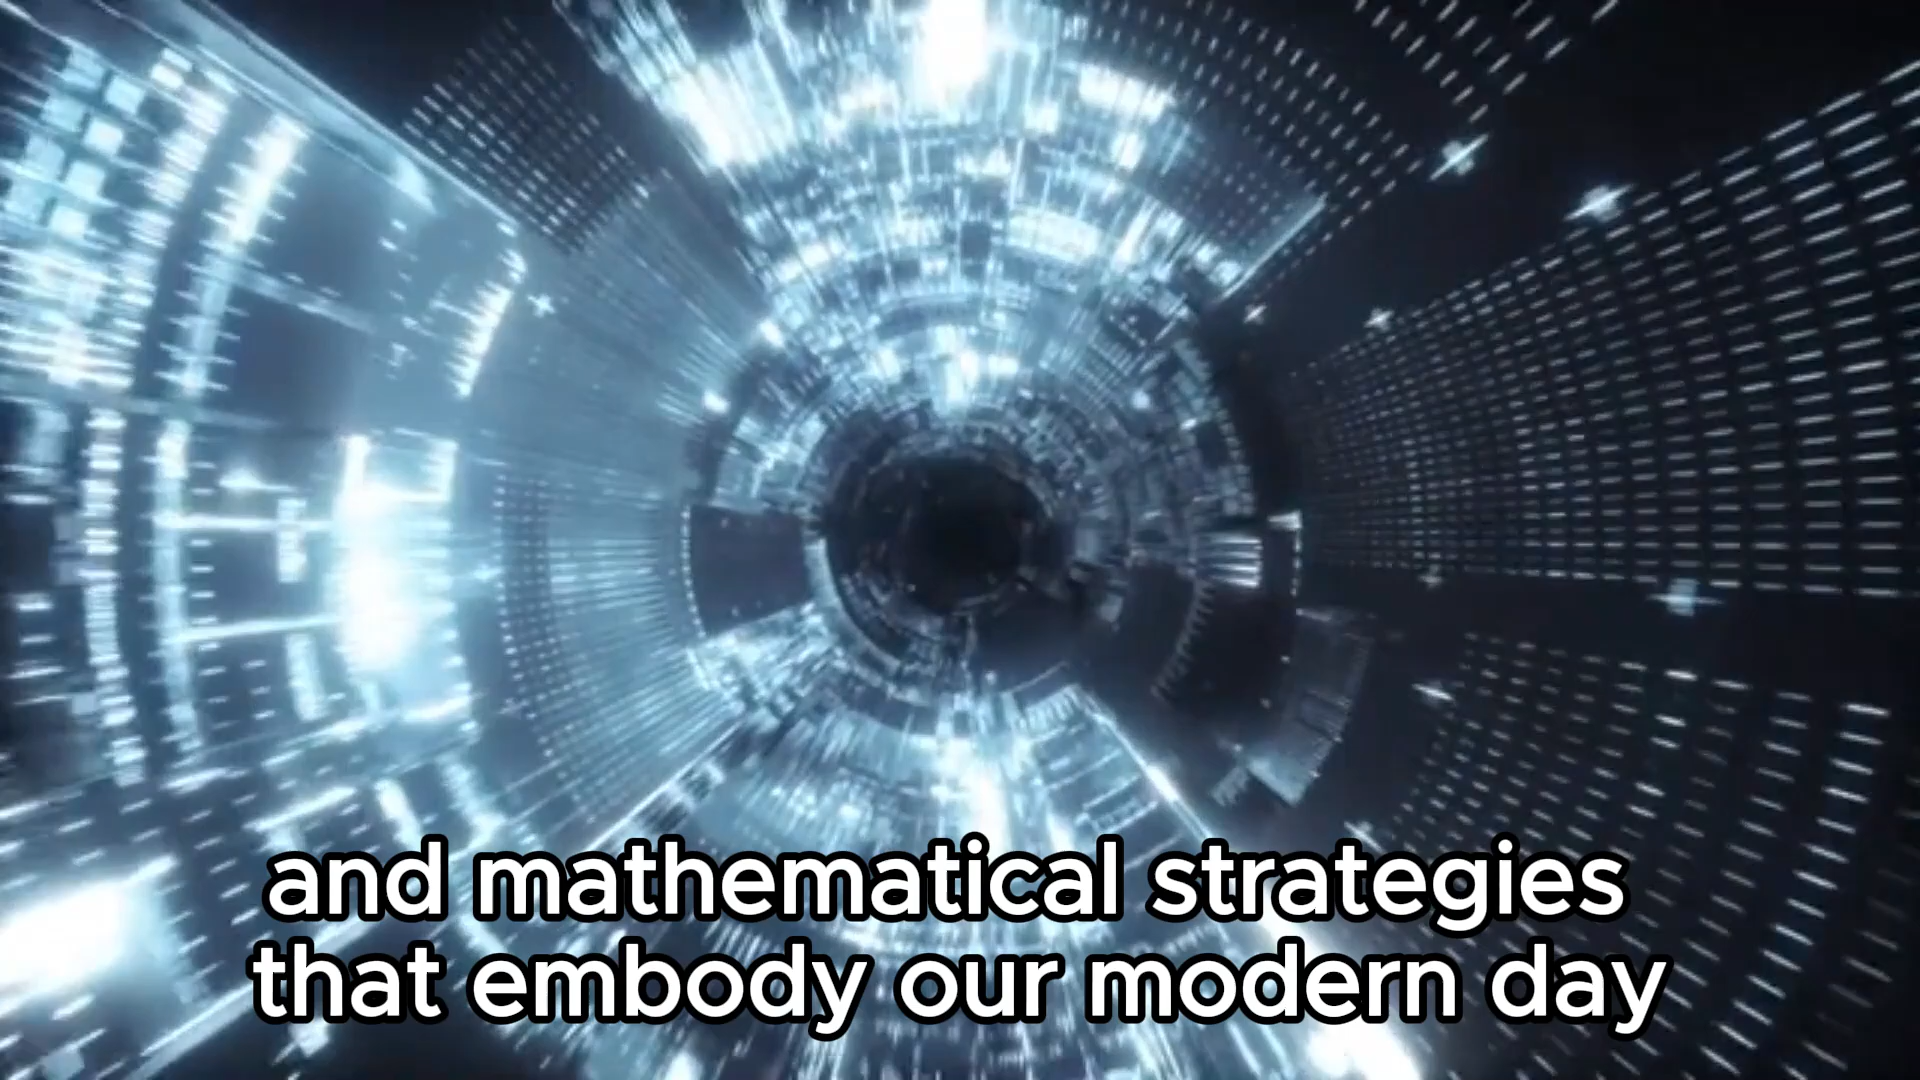 and mathematical strategies
that embody our modern day